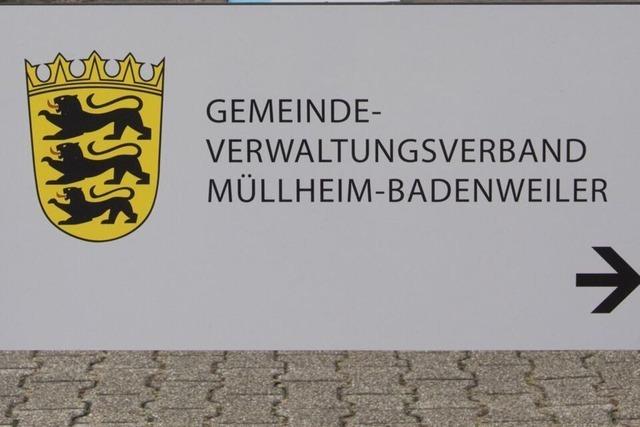 GEMEINDE-
VERWALTUNGSVERBAND
MÜLLHEIM-BADENWEILER